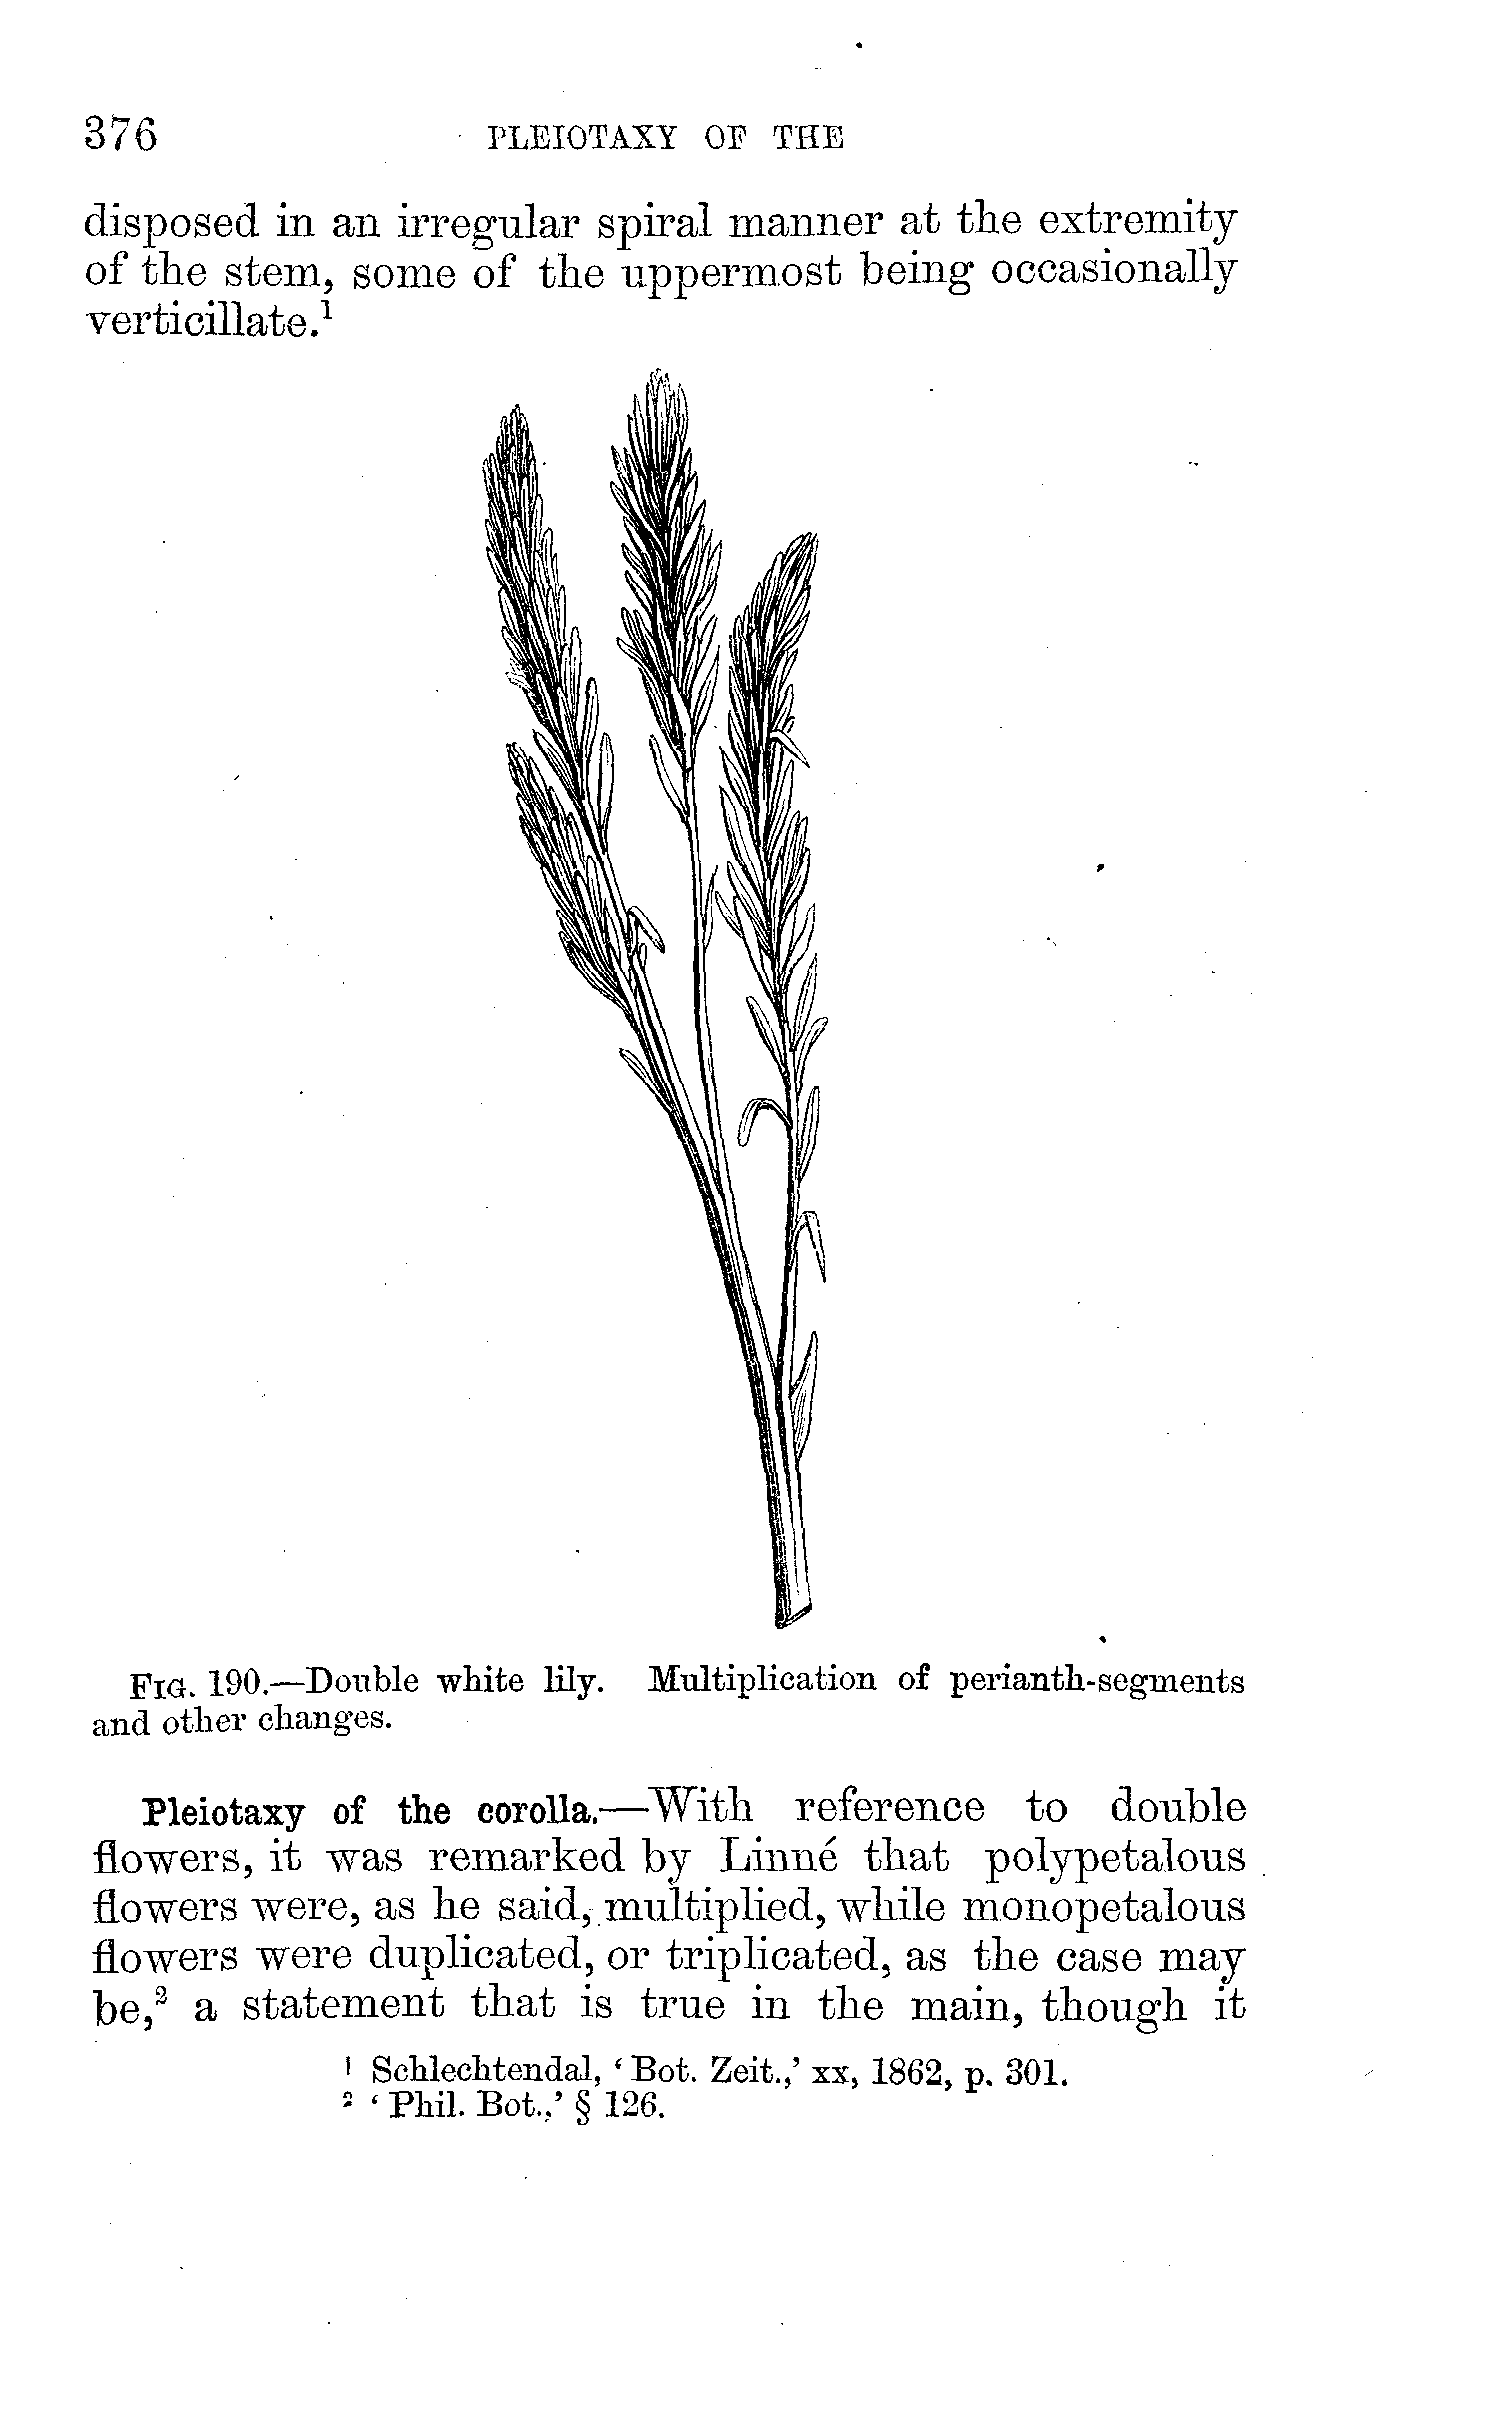 376 PLEIOTAXY OF THE
disposed in an irregular spiral manner at the extremity
of the stem, some of the uppermost being occasionally
verticillate.¹
FIG. 190.—Double white lily. Multiplication of perianth-segments
and other changes.
Pleiotaxy of the corolla.—With reference to double
flowers, it was remarked by Linné that polypetalous
flowers were, as he said, multiplied, while monopetalous
flowers were duplicated, or triplicated, as the case may
be,² a statement that is true in the main, though it
¹ Schlechtendal, ‘Bot. Zeit.,’ xx, 1862, p. 301.
² ‘Phil. Bot.,’ § 126.